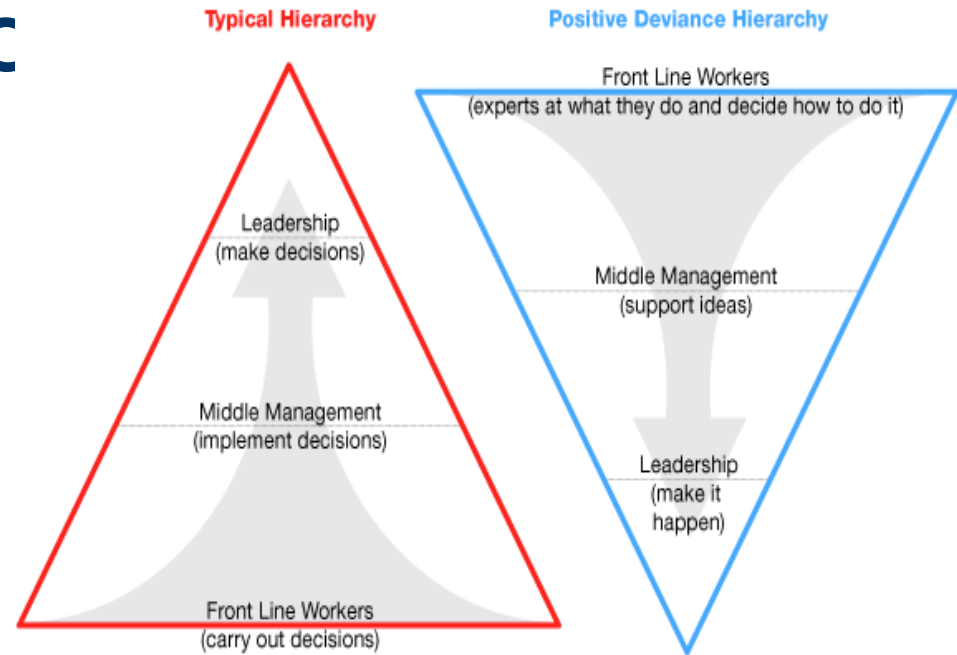 C
Typical Hierarchy
Leadership
(make decisions)
Middle Management
(implement decisions)
Front Line Workers
(carry out decisions)
Positive Deviance Hierarchy
Front Line Workers
(experts at what they do and decide how to do it)
Middle Management
(support ideas)
Leadership
(make it
happen)